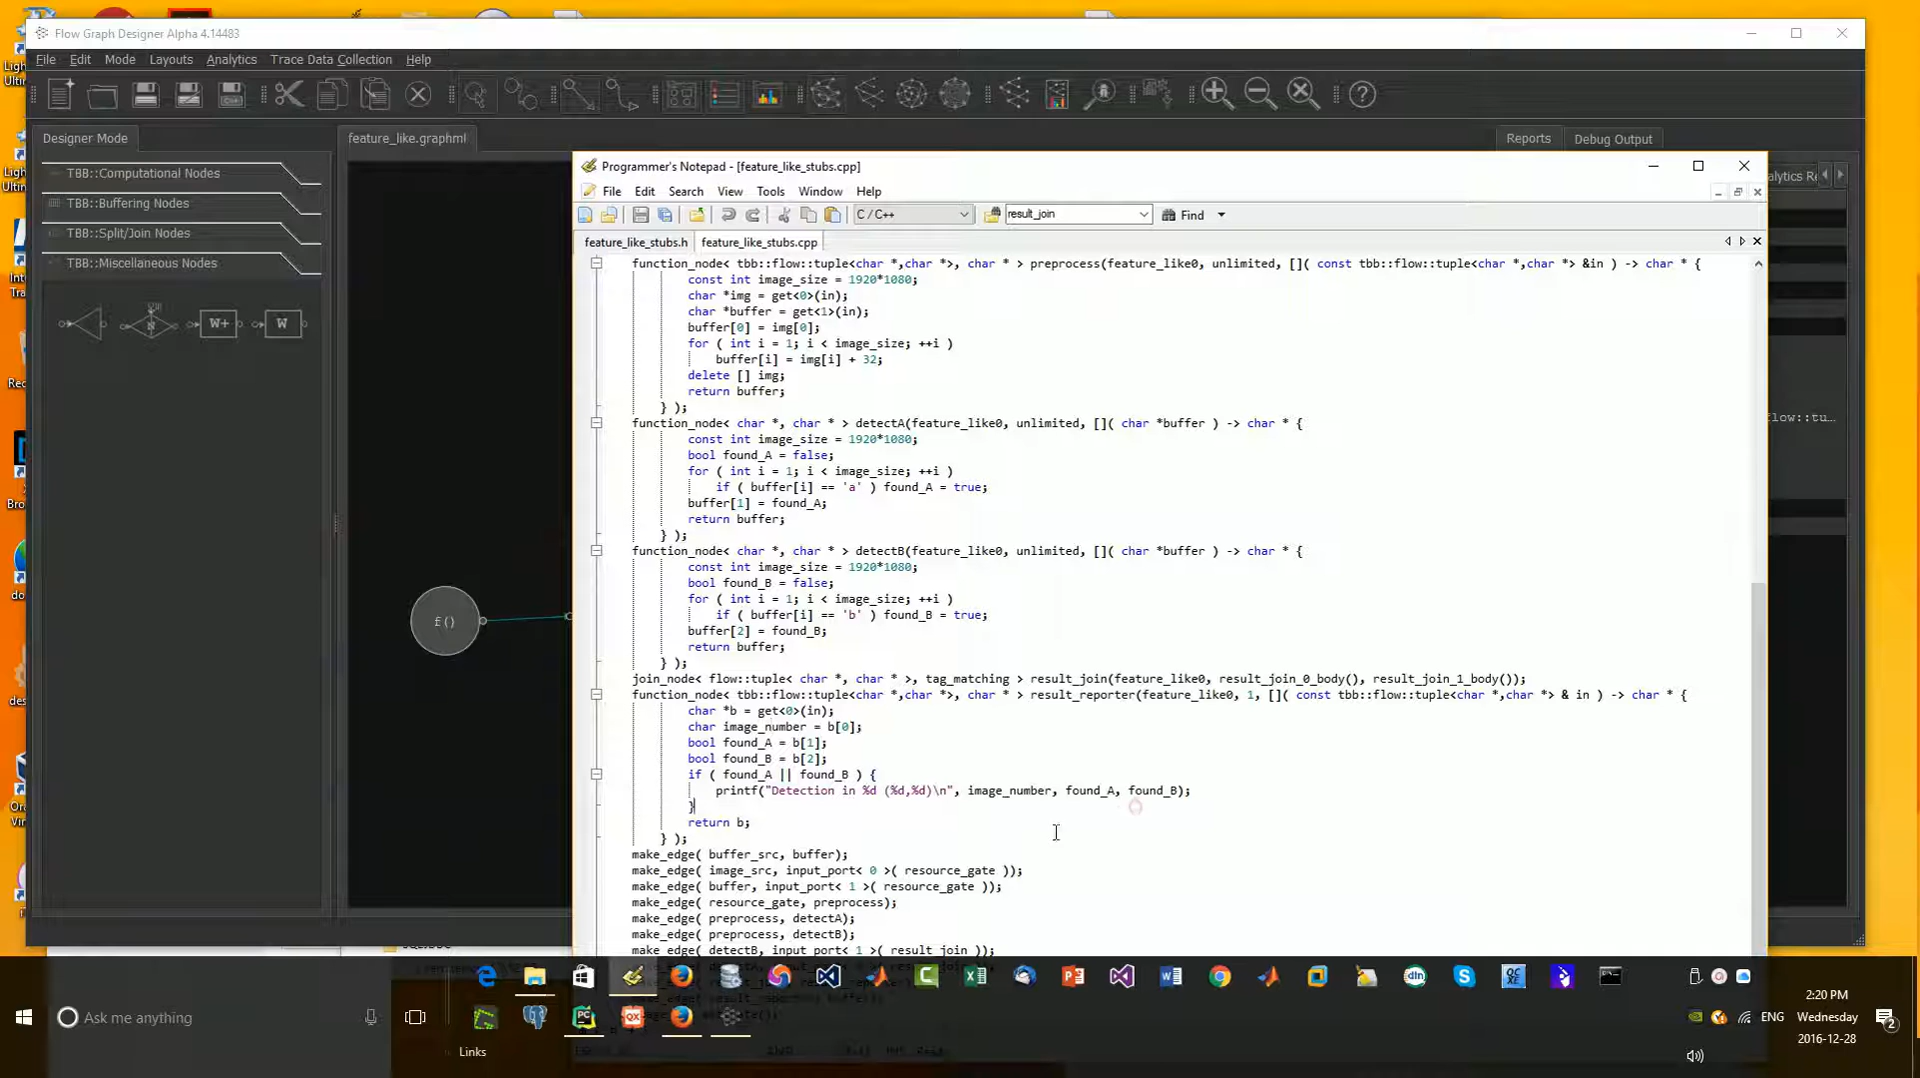 Flow Graph Designer Alpha 4.14483
File Edit Mode Layouts Analytics Trace Data Collection Help
Designer Mode
feature_like.graphml
Reports
Debug Output
TBB::Computational Nodes
TBB::Buffering Nodes
TBB::Split/Join Nodes
TBB::Miscellaneous Nodes
W+
W
f()
Programmer's Notepad - [feature_like_stubs.cpp]
File Edit Search View Tools Window Help
C / C++
result_join
Find
feature_like_stubs.h
feature_like_stubs.cpp
function_node< tbb::flow::tuple<char *,char *>, char * > preprocess(feature_like0, unlimited, []( const tbb::flow::tuple<char *,char *> &in ) -> char * {
const int image_size = 1920*1080;
char *img = get<0>(in);
char *buffer = get<1>(in);
buffer[0] = img[0];
for ( int i = 1; i < image_size; ++i )
buffer[i] = img[i] + 32;
delete [] img;
return buffer;
} );
function_node< char *, char * > detectA(feature_like0, unlimited, []( char *buffer ) -> char * {
const int image_size = 1920*1080;
bool found_A = false;
for ( int i = 1; i < image_size; ++i )
if ( buffer[i] == 'a' ) found_A = true;
buffer[1] = found_A;
return buffer;
} );
function_node< char *, char * > detectB(feature_like0, unlimited, []( char *buffer ) -> char * {
const int image_size = 1920*1080;
bool found_B = false;
for ( int i = 1; i < image_size; ++i )
if ( buffer[i] == 'b' ) found_B = true;
buffer[2] = found_B;
return buffer;
} );
join_node< flow::tuple< char *, char * >, tag_matching > result_join(feature_like0, result_join_0_body(), result_join_1_body());
function_node< tbb::flow::tuple<char *,char *>, char * > result_reporter(feature_like0, 1, []( const tbb::flow::tuple<char *,char *> & in ) -> char * {
char *b = get<0>(in);
char image_number = b[0];
bool found_A = b[1];
bool found_B = b[2];
if ( found_A || found_B ) {
printf("Detection in %d (%d,%d)\n", image_number, found_A, found_B);
}
return b;
} );
make_edge( buffer_src, buffer);
make_edge( image_src, input_port< 0 >( resource_gate ));
make_edge( buffer, input_port< 1 >( resource_gate ));
make_edge( resource_gate, preprocess);
make_edge( preprocess, detectA);
make_edge( preprocess, detectB);
make_edge( detectB, input_port< 1 >( result_join ));
Ask me anything
Links
ENG
2:20 PM
Wednesday
2016-12-28
2